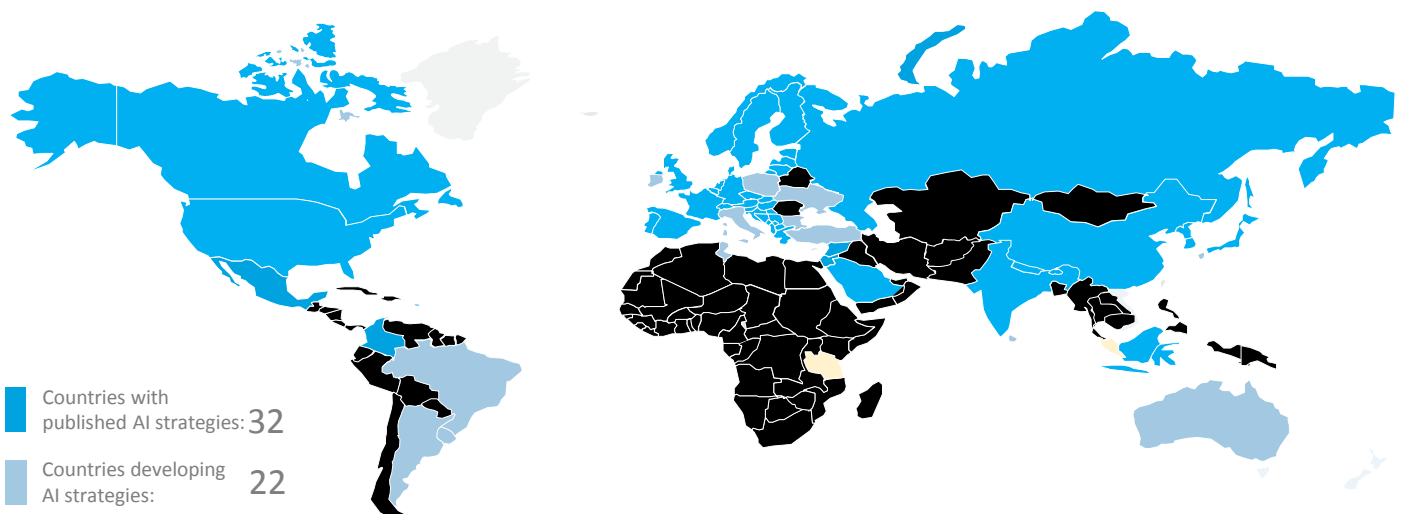 Countries with
published AI strategies: 32
Countries developing
AI strategies: 22